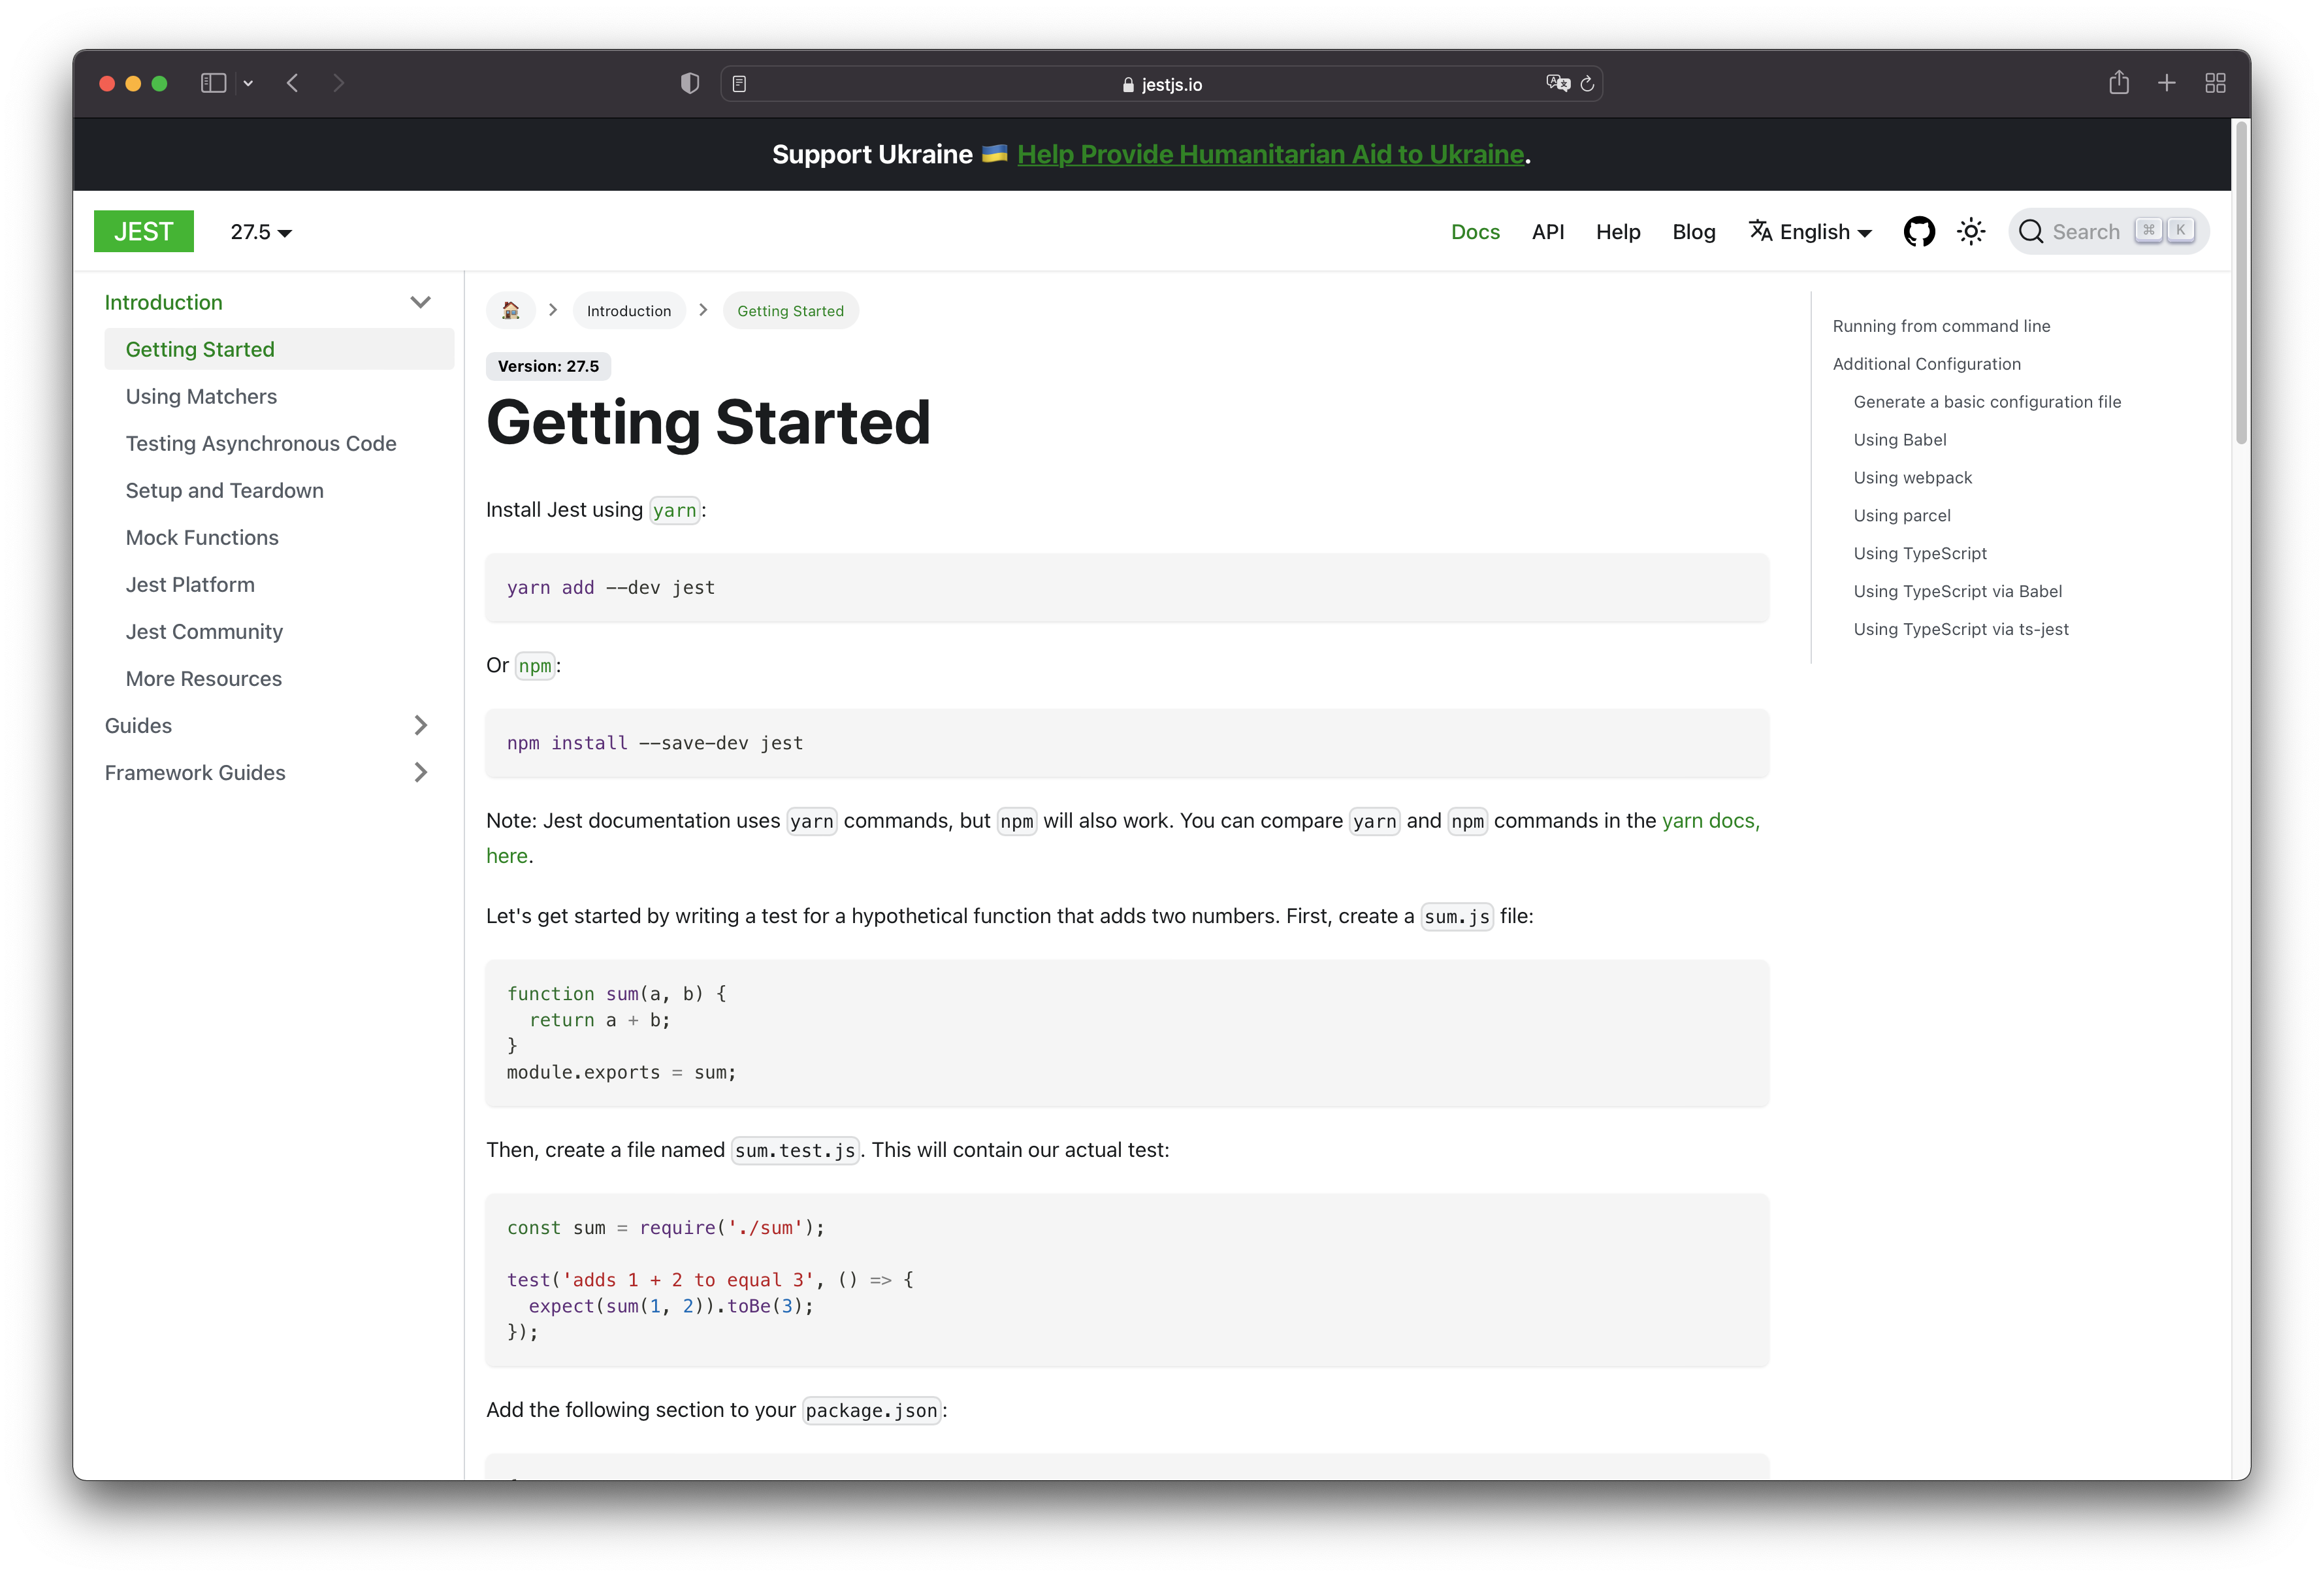 jestjs.io
Support Ukraine 🇺🇦 Help Provide Humanitarian Aid to Ukraine.
JEST
27.5
Docs
API
Help
Blog
English
Search ⌘ K
Introduction
Getting Started
Using Matchers
Testing Asynchronous Code
Setup and Teardown
Mock Functions
Jest Platform
Jest Community
More Resources
Guides
Framework Guides
Introduction
Getting Started
Version: 27.5
Getting Started
Install Jest using yarn:
yarn add --dev jest
Or npm:
npm install --save-dev jest
Note: Jest documentation uses yarn commands, but npm will also work. You can compare yarn and npm commands in the yarn docs,
here.
Let's get started by writing a test for a hypothetical function that adds two numbers. First, create a sum.js file:
function sum(a, b) {
  return a + b;
}
module.exports = sum;
Then, create a file named sum.test.js. This will contain our actual test:
const sum = require('./sum');
test('adds 1 + 2 to equal 3', () => {
  expect(sum(1, 2)).toBe(3);
});
Add the following section to your package.json:
Running from command line
Additional Configuration
Generate a basic configuration file
Using Babel
Using webpack
Using parcel
Using TypeScript
Using TypeScript via Babel
Using TypeScript via ts-jest